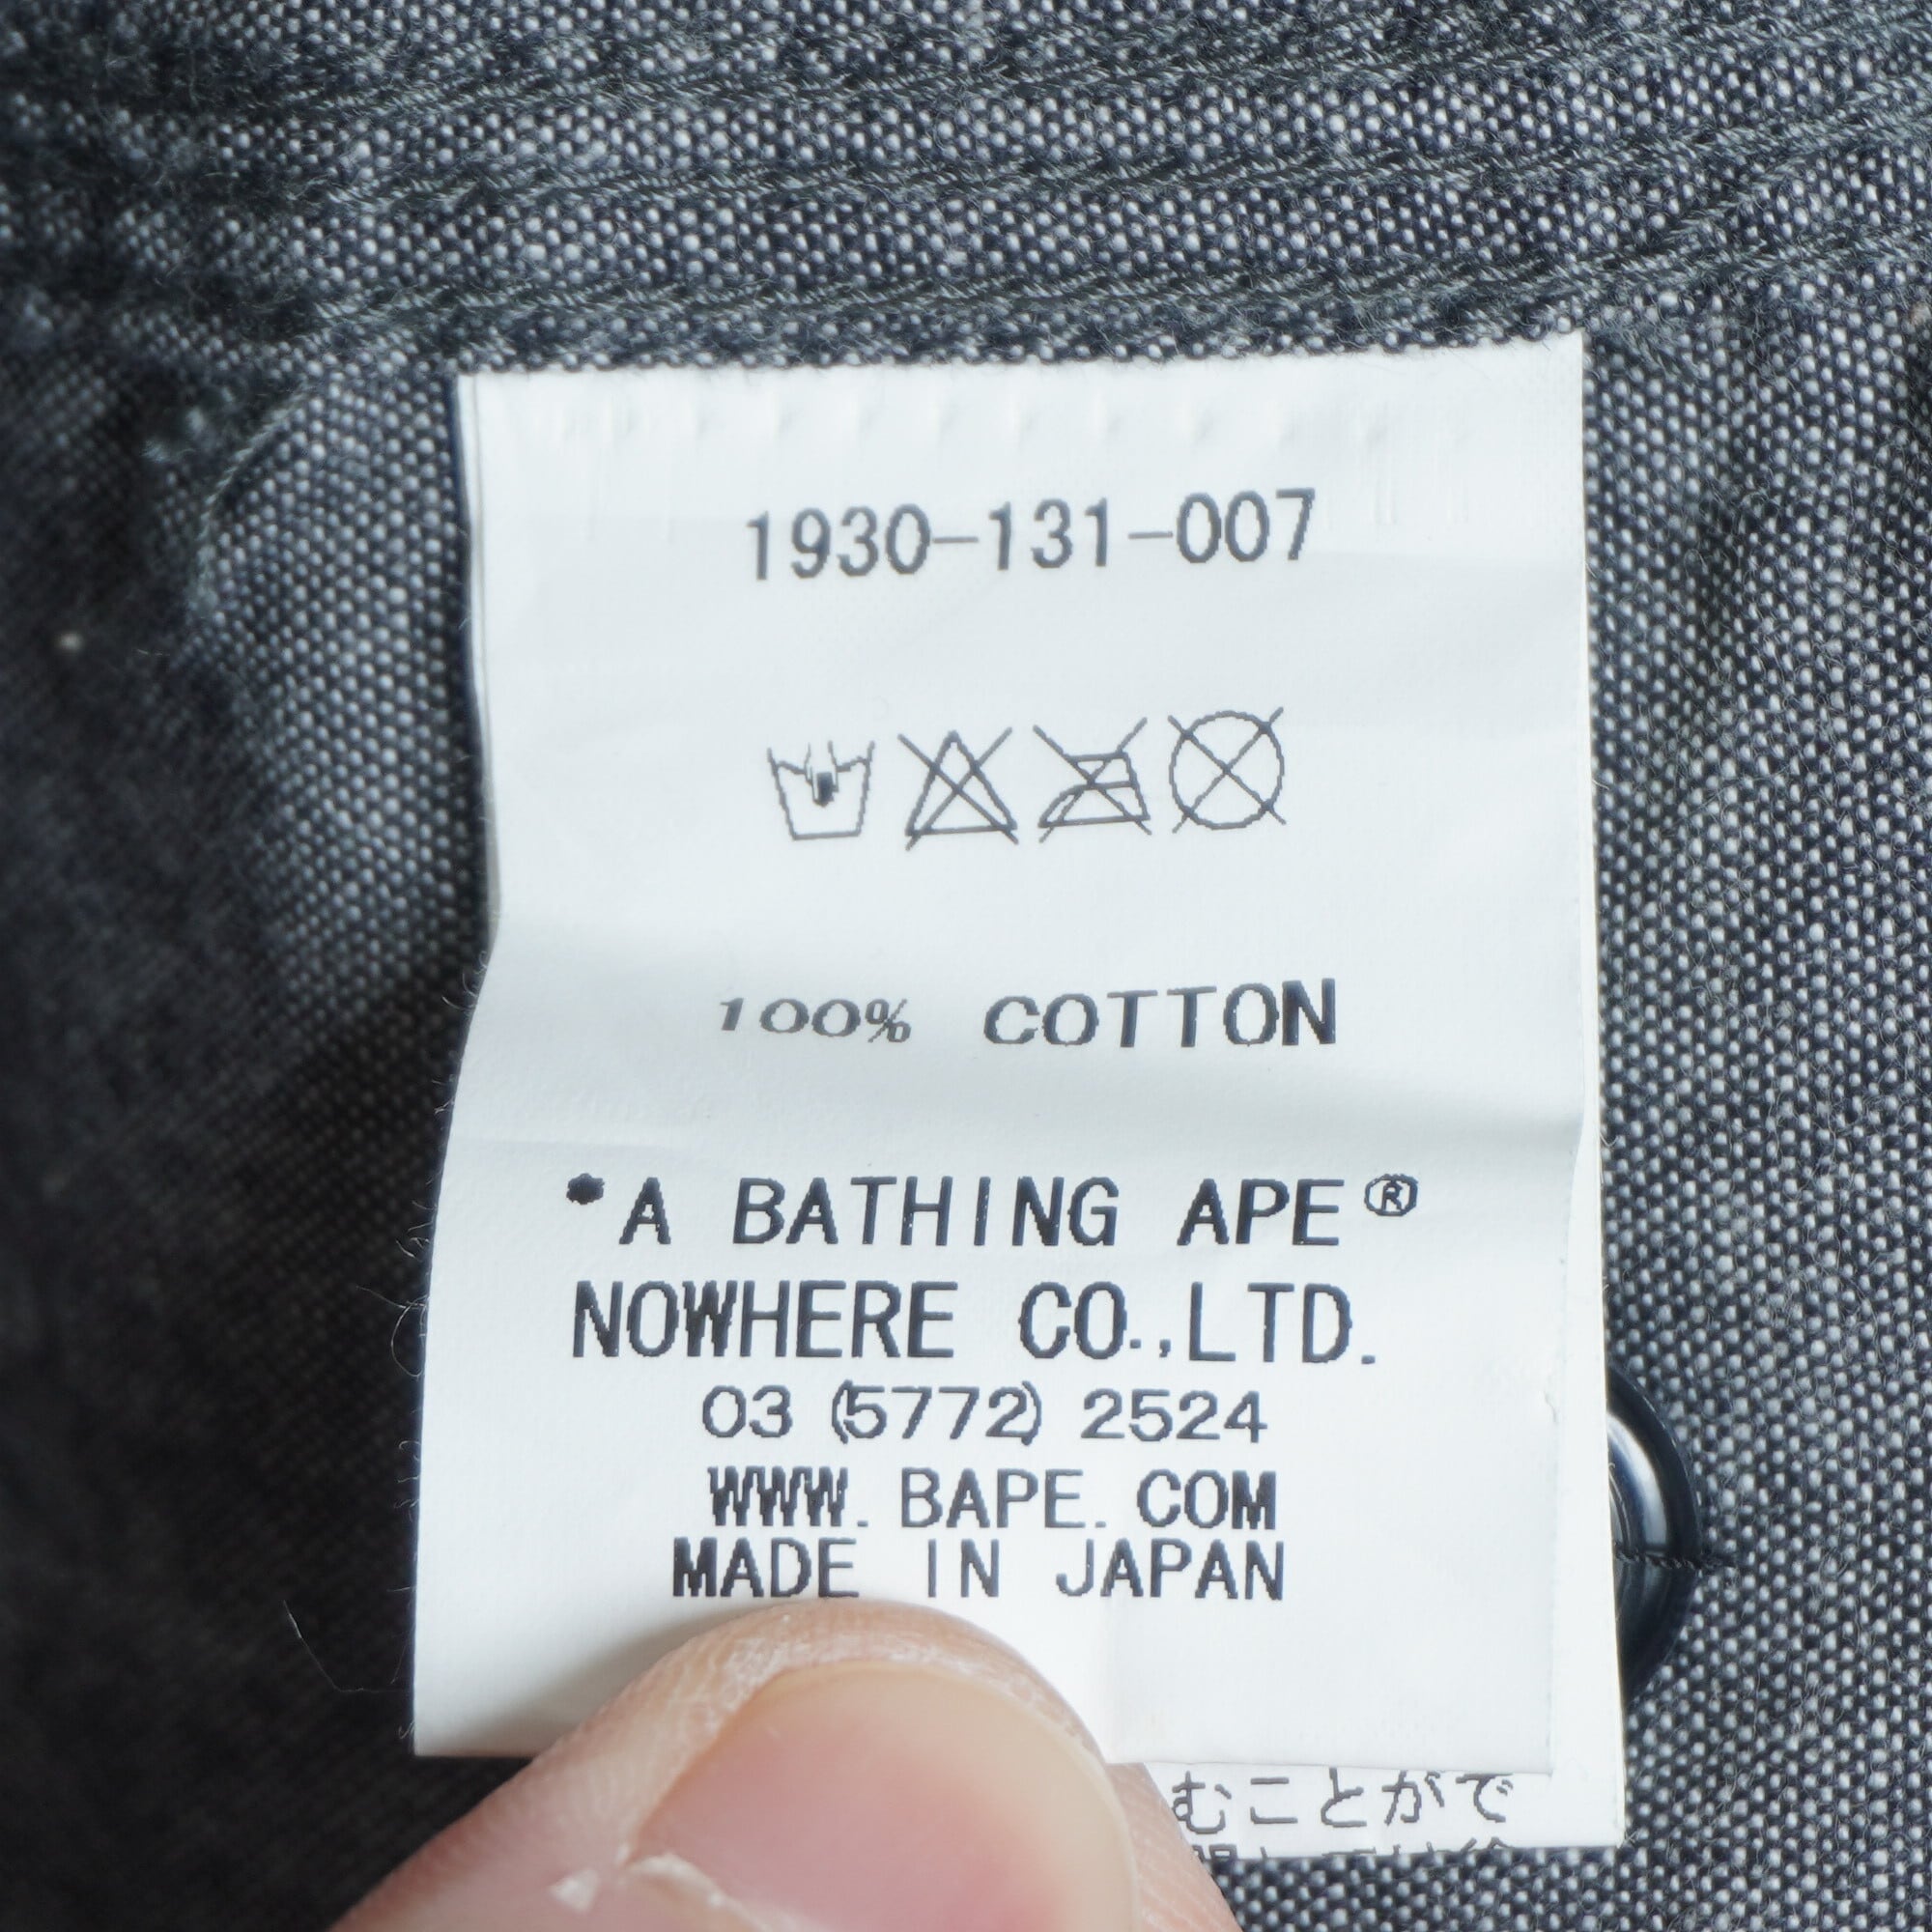 1930-131-007
100% COTTON
*A BATHING APE®
NOWHERE CO.,LTD.
03 (5772) 2524
WWW. BAPE. COM
MADE IN JAPAN
むことがで